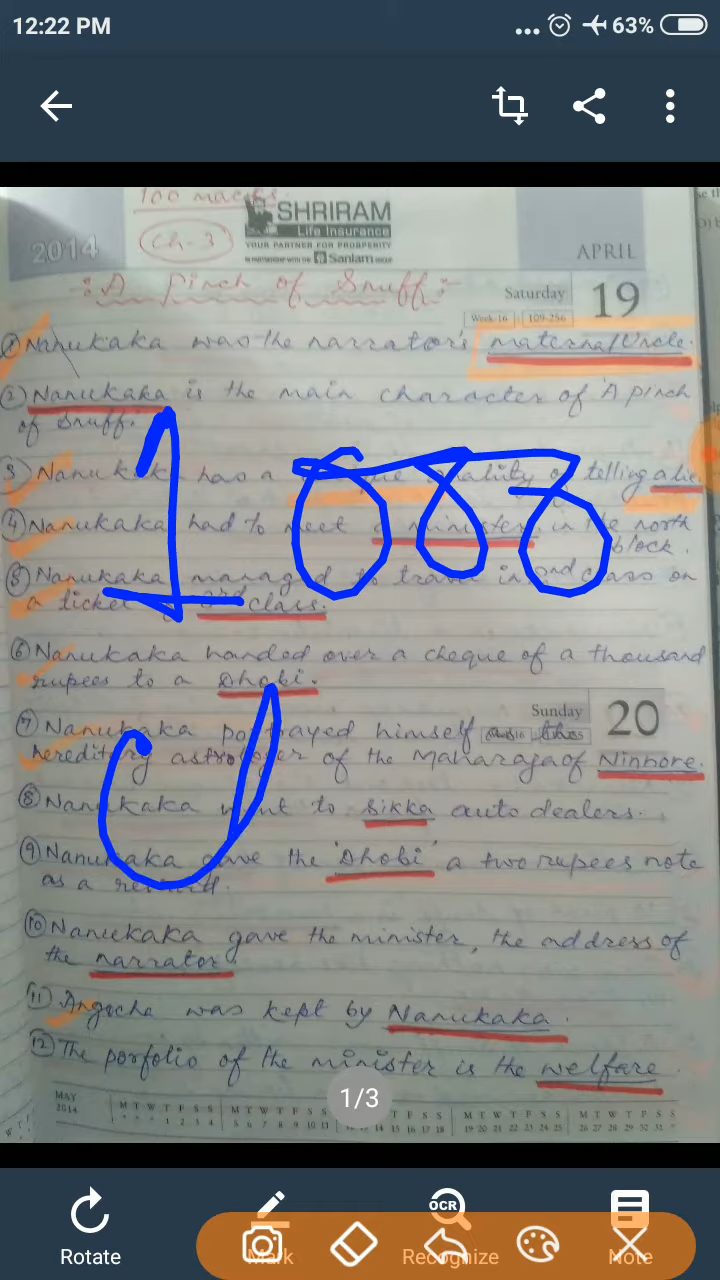 12:22 PM
63%
100 marks.
Ch-3
SHRIRAM
Life Insurance
YOUR PARTNER FOR PROSPERITY
Sanlam
2014
APRIL
:- A Pinch of Snuff :-
Saturday 19
Week-16 109-256
① Nanukaka was the narrator's maternal Uncle.
② Nanukaka is the main character of 'A pinch
of snuff.'
③ Nanukaka has a quality of telling a lie
④ Nanukaka had to meet a minister in the north
block.
⑤ Nanukaka managed to travel in 2nd class on
a ticket 3rd class.
⑥ Nanukaka handed over a cheque of a thousand
rupees to a Dhobi.
Sunday 20
⑦ Nanukaka portrayed himself as the
hereditary astrologer of the Maharaja of Ninnore.
⑧ Nanukaka went to Sikka auto dealers.
⑨ Nanukaka gave the 'Dhobi' a two rupees note
as a
⑩ Nanukaka gave the minister, the address of
the narrator
⑪ Angocha was kept by Nanukaka.
⑫ The porfolio of the minister is the welfare
1083
MAY
2014
M T W T F S S
1/3
Rotate
Mark
OCR
Recognize
Note